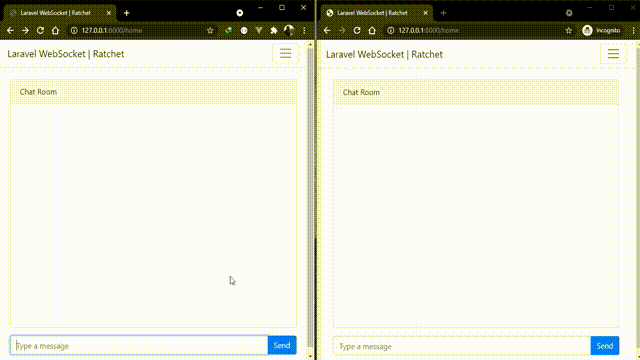 Laravel WebSocket | Ratchet
127.0.0.1:8000/home
Laravel WebSocket | Ratchet
Chat Room
Type a message
Send
Laravel WebSocket | Ratchet
127.0.0.1:8000/home
Incognito
Laravel WebSocket | Ratchet
Chat Room
Type a message
Send